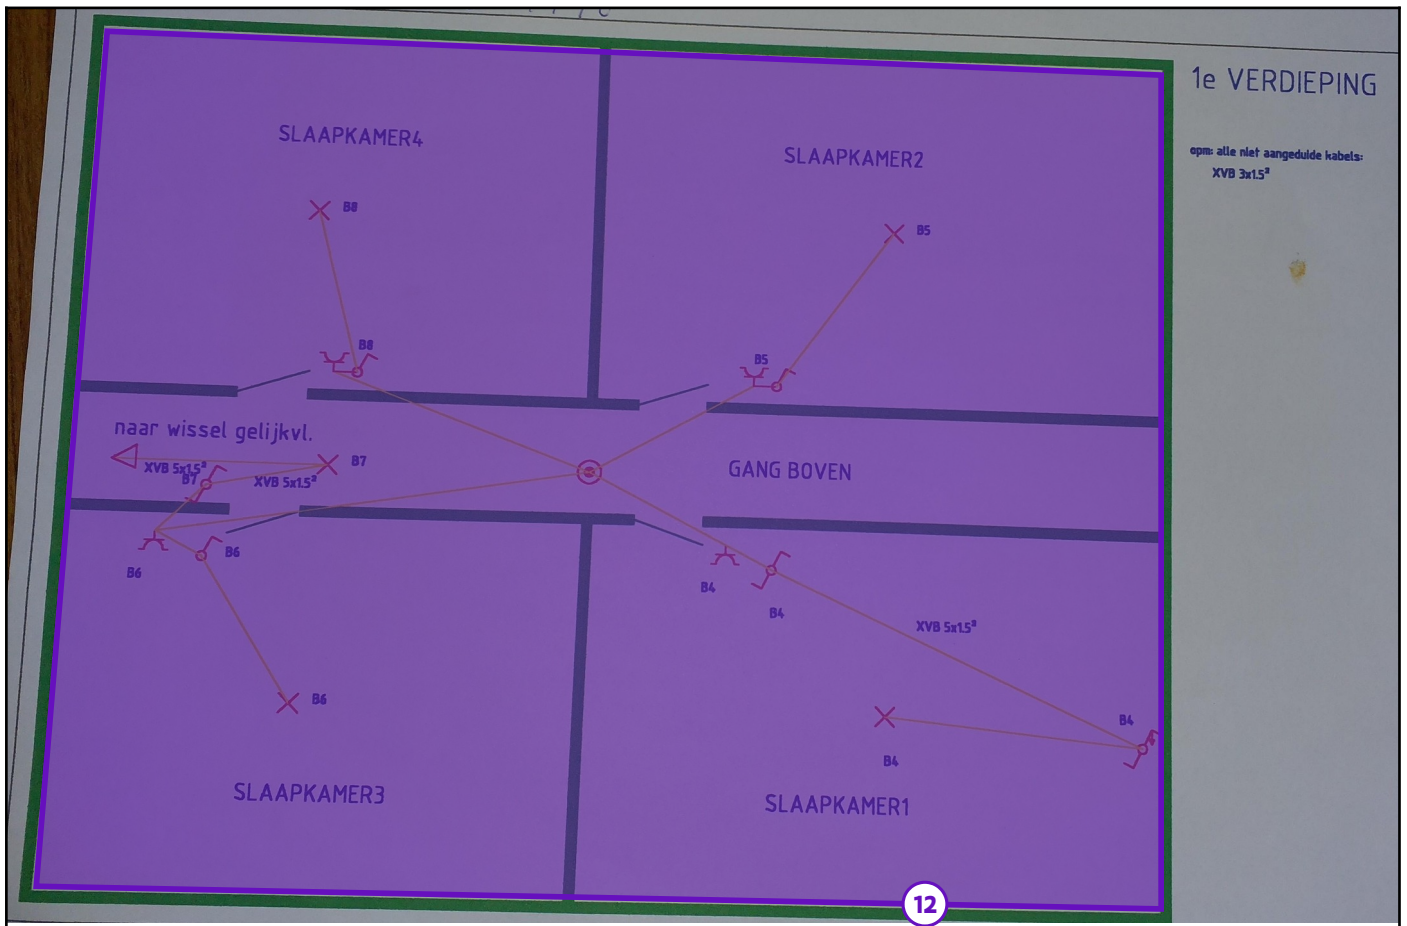 1e VERDIEPING
opm: alle niet aangeduide kabels:
XVB 3x1.5²
SLAAPKAMER4
SLAAPKAMER2
B8
B5
B8
B5
naar wissel gelijkvl.
XVB 5x1.5²
B7
B7
XVB 5x1.5²
GANG BOVEN
B6
B6
B4
B4
XVB 5x1.5²
B6
B4
B4
SLAAPKAMER3
SLAAPKAMER1
12